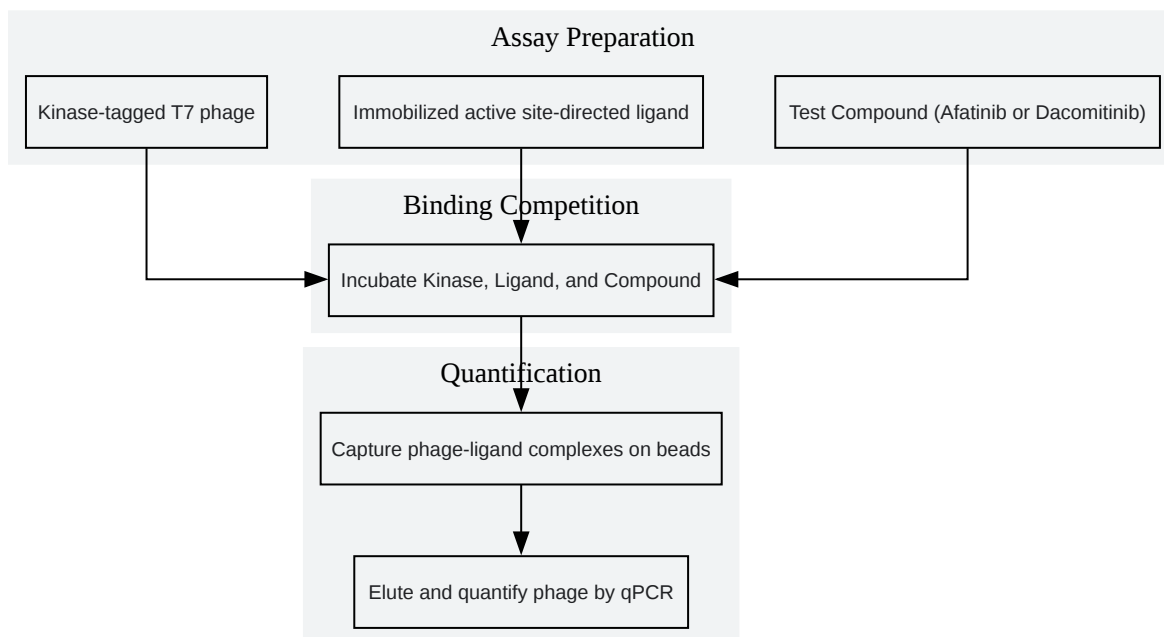 Assay Preparation
Kinase-tagged T7 phage
Immobilized active site-directed ligand
Test Compound (Afatinib or Dacomitinib)
Binding Competition
Incubate Kinase, Ligand, and Compound
Quantification
Capture phage-ligand complexes on beads
Elute and quantify phage by qPCR